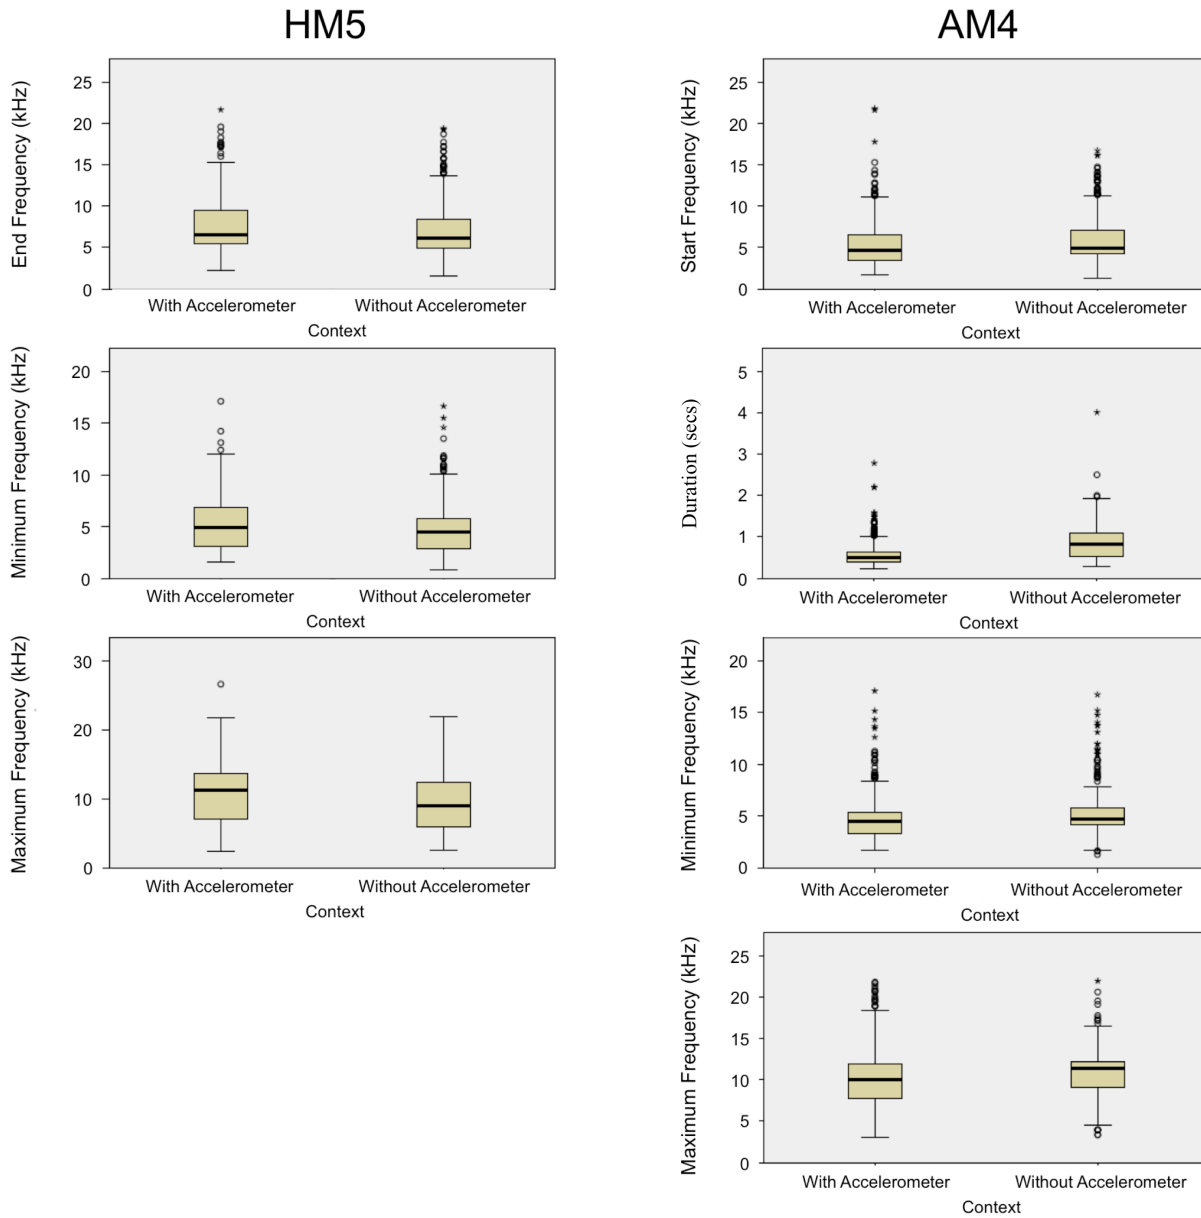 HM5
End Frequency (kHz)
25
20
15
10
5
0
With Accelerometer
Without Accelerometer
Context
Minimum Frequency (kHz)
20
15
10
5
0
With Accelerometer
Without Accelerometer
Context
Maximum Frequency (kHz)
30
20
10
0
With Accelerometer
Without Accelerometer
Context
AM4
Start Frequency (kHz)
25
20
15
10
5
0
With Accelerometer
Without Accelerometer
Context
Duration (secs)
5
4
3
2
1
0
With Accelerometer
Without Accelerometer
Context
Minimum Frequency (kHz)
20
15
10
5
0
With Accelerometer
Without Accelerometer
Context
Maximum Frequency (kHz)
25
20
15
10
5
0
With Accelerometer
Without Accelerometer
Context